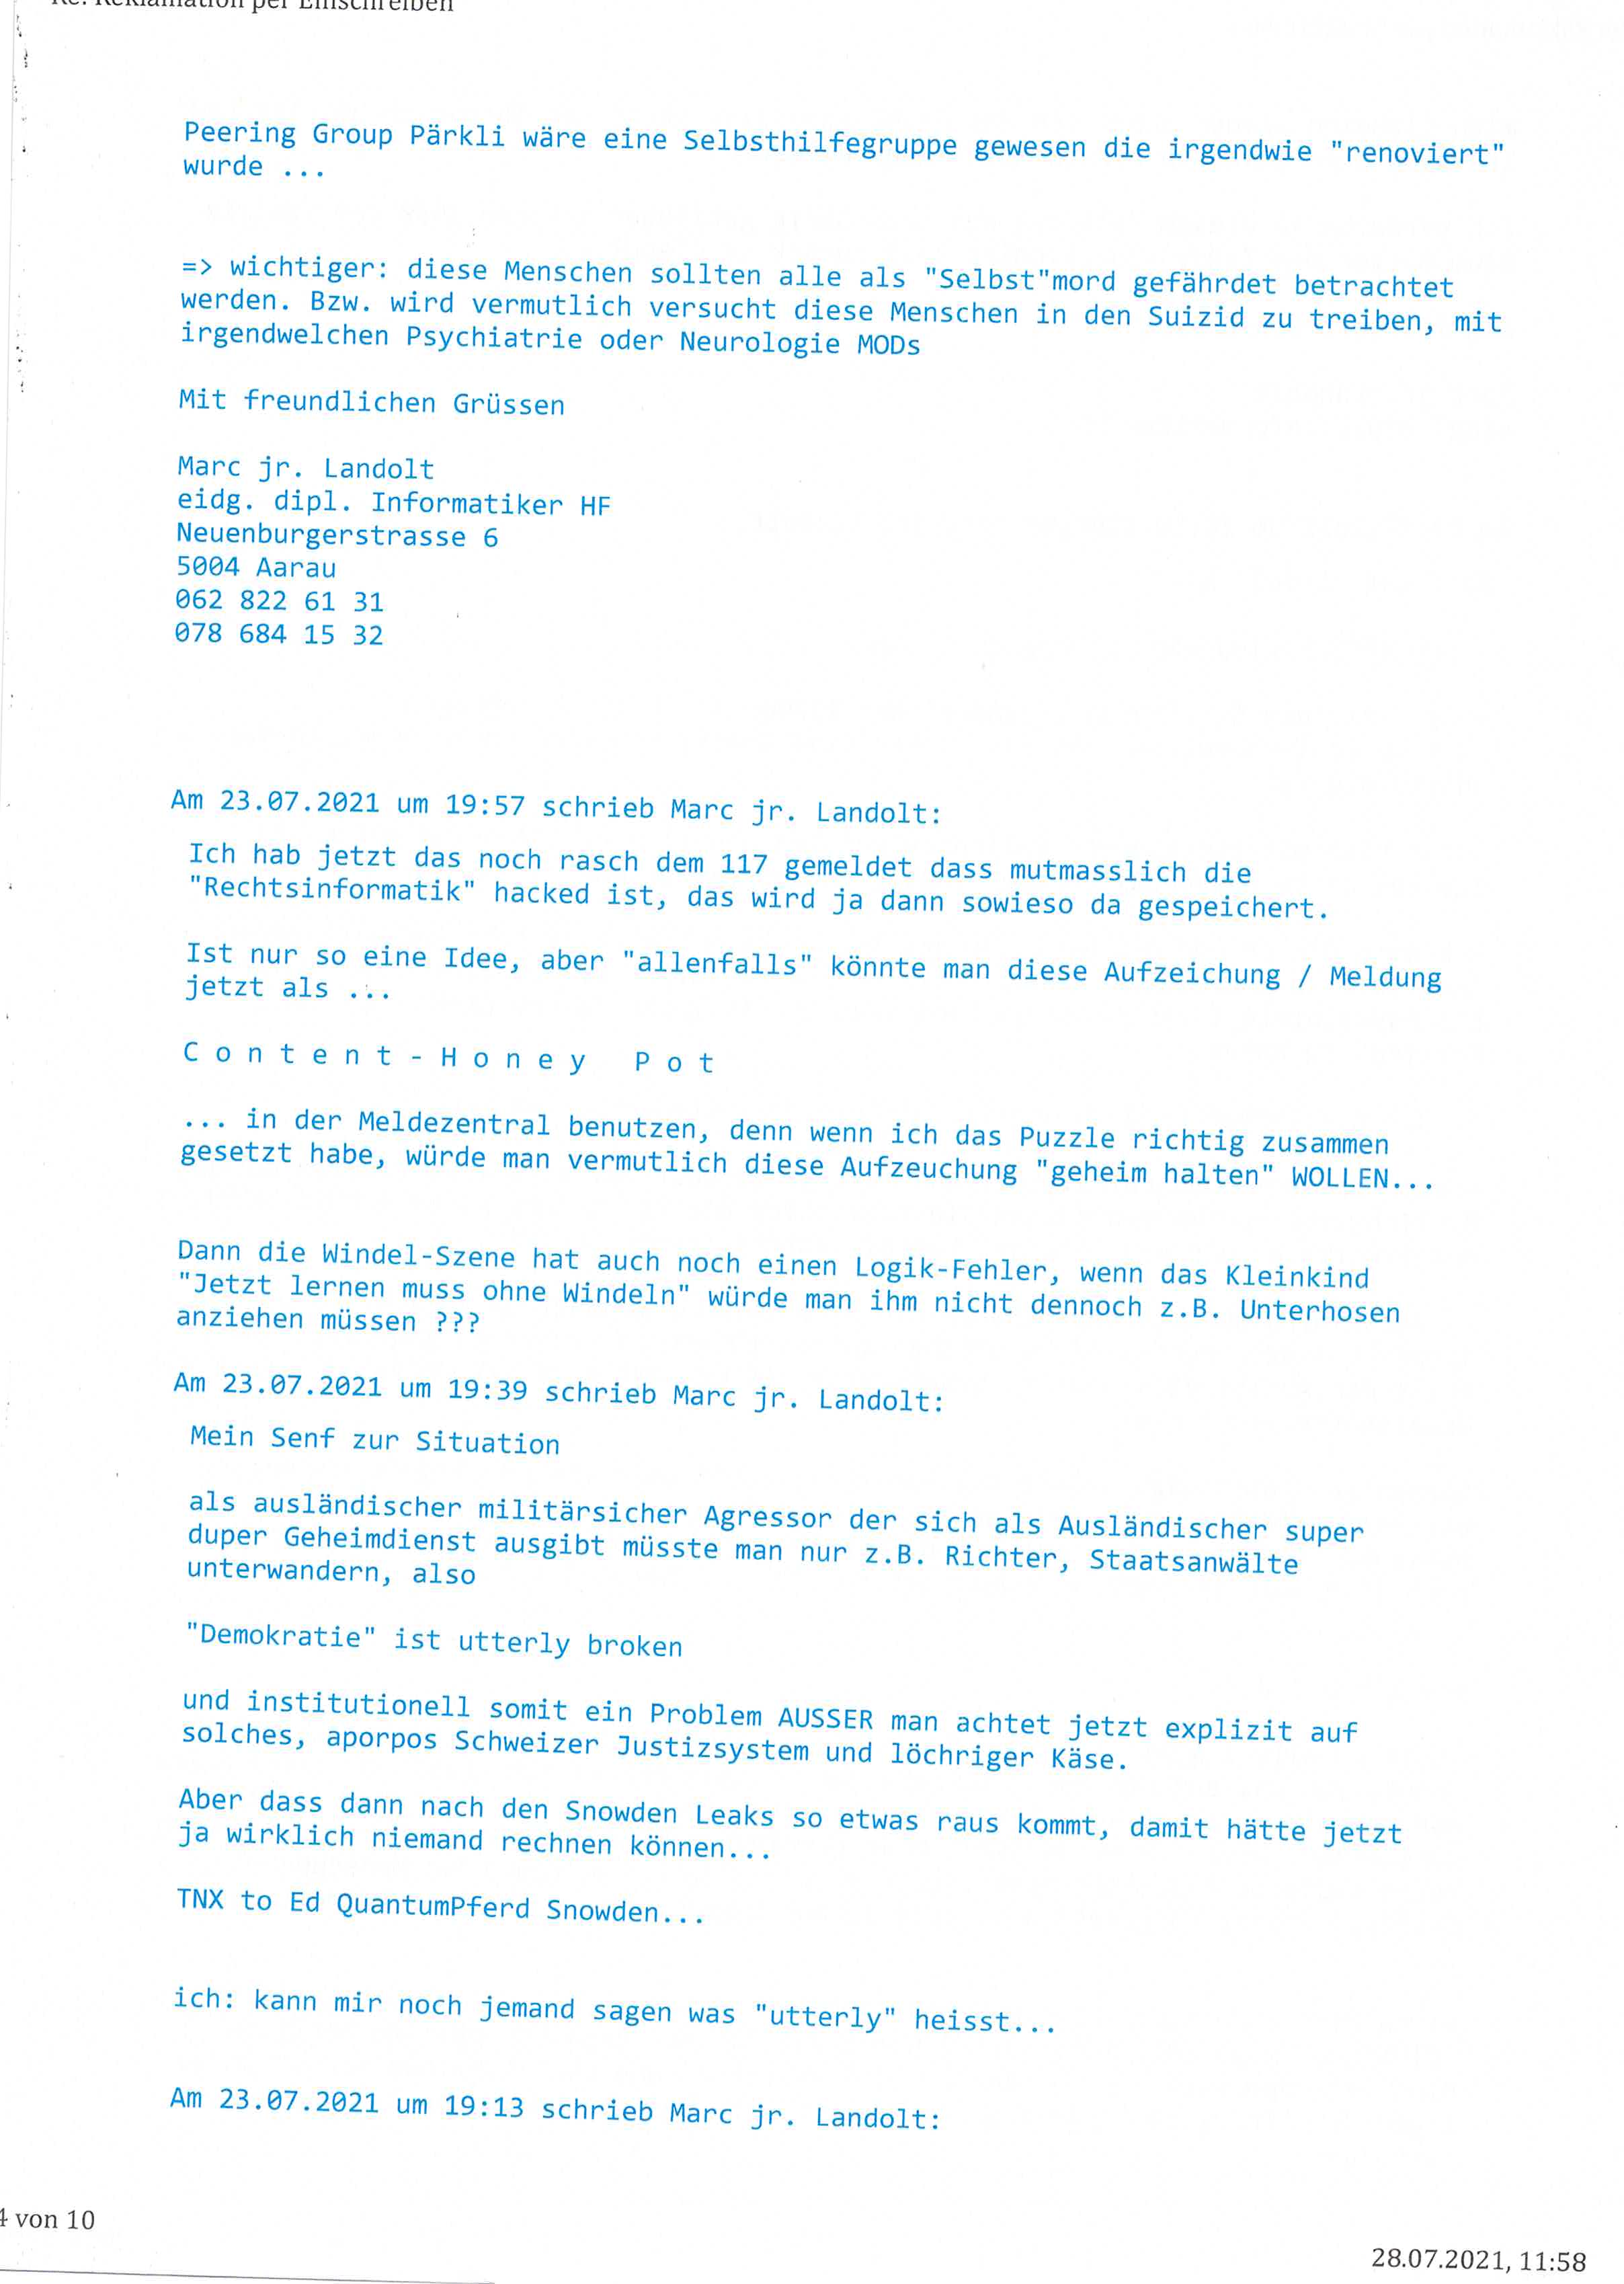 Re: Reklamation per Einschreiben
Peering Group Pärkli wäre eine Selbsthilfegruppe gewesen die irgendwie "renoviert"
wurde ...
=> wichtiger: diese Menschen sollten alle als "Selbst"mord gefährdet betrachtet
werden. Bzw. wird vermutlich versucht diese Menschen in den Suizid zu treiben, mit
irgendwelchen Psychiatrie oder Neurologie MODs
Mit freundlichen Grüssen
Marc jr. Landolt
eidg. dipl. Informatiker HF
Neuenburgerstrasse 6
5004 Aarau
062 822 61 31
078 684 15 32
Am 23.07.2021 um 19:57 schrieb Marc jr. Landolt:
Ich hab jetzt das noch rasch dem 117 gemeldet dass mutmasslich die
"Rechtsinformatik" hacked ist, das wird ja dann sowieso da gespeichert.
Ist nur so eine Idee, aber "allenfalls" könnte man diese Aufzeichung / Meldung
jetzt als ...
C o n t e n t - H o n e y   P o t
... in der Meldezentral benutzen, denn wenn ich das Puzzle richtig zusammen
gesetzt habe, würde man vermutlich diese Aufzeuchung "geheim halten" WOLLEN...
Dann die Windel-Szene hat auch noch einen Logik-Fehler, wenn das Kleinkind
"Jetzt lernen muss ohne Windeln" würde man ihm nicht dennoch z.B. Unterhosen
anziehen müssen ???
Am 23.07.2021 um 19:39 schrieb Marc jr. Landolt:
Mein Senf zur Situation
als ausländischer militärsicher Agressor der sich als Ausländischer super
duper Geheimdienst ausgibt müsste man nur z.B. Richter, Staatsanwälte
unterwandern, also
"Demokratie" ist utterly broken
und institutionell somit ein Problem AUSSER man achtet jetzt explizit auf
solches, aporpos Schweizer Justizsystem und löchriger Käse.
Aber dass dann nach den Snowden Leaks so etwas raus kommt, damit hätte jetzt
ja wirklich niemand rechnen können...
TNX to Ed QuantumPferd Snowden...
ich: kann mir noch jemand sagen was "utterly" heisst...
Am 23.07.2021 um 19:13 schrieb Marc jr. Landolt:
4 von 10
28.07.2021, 11:58